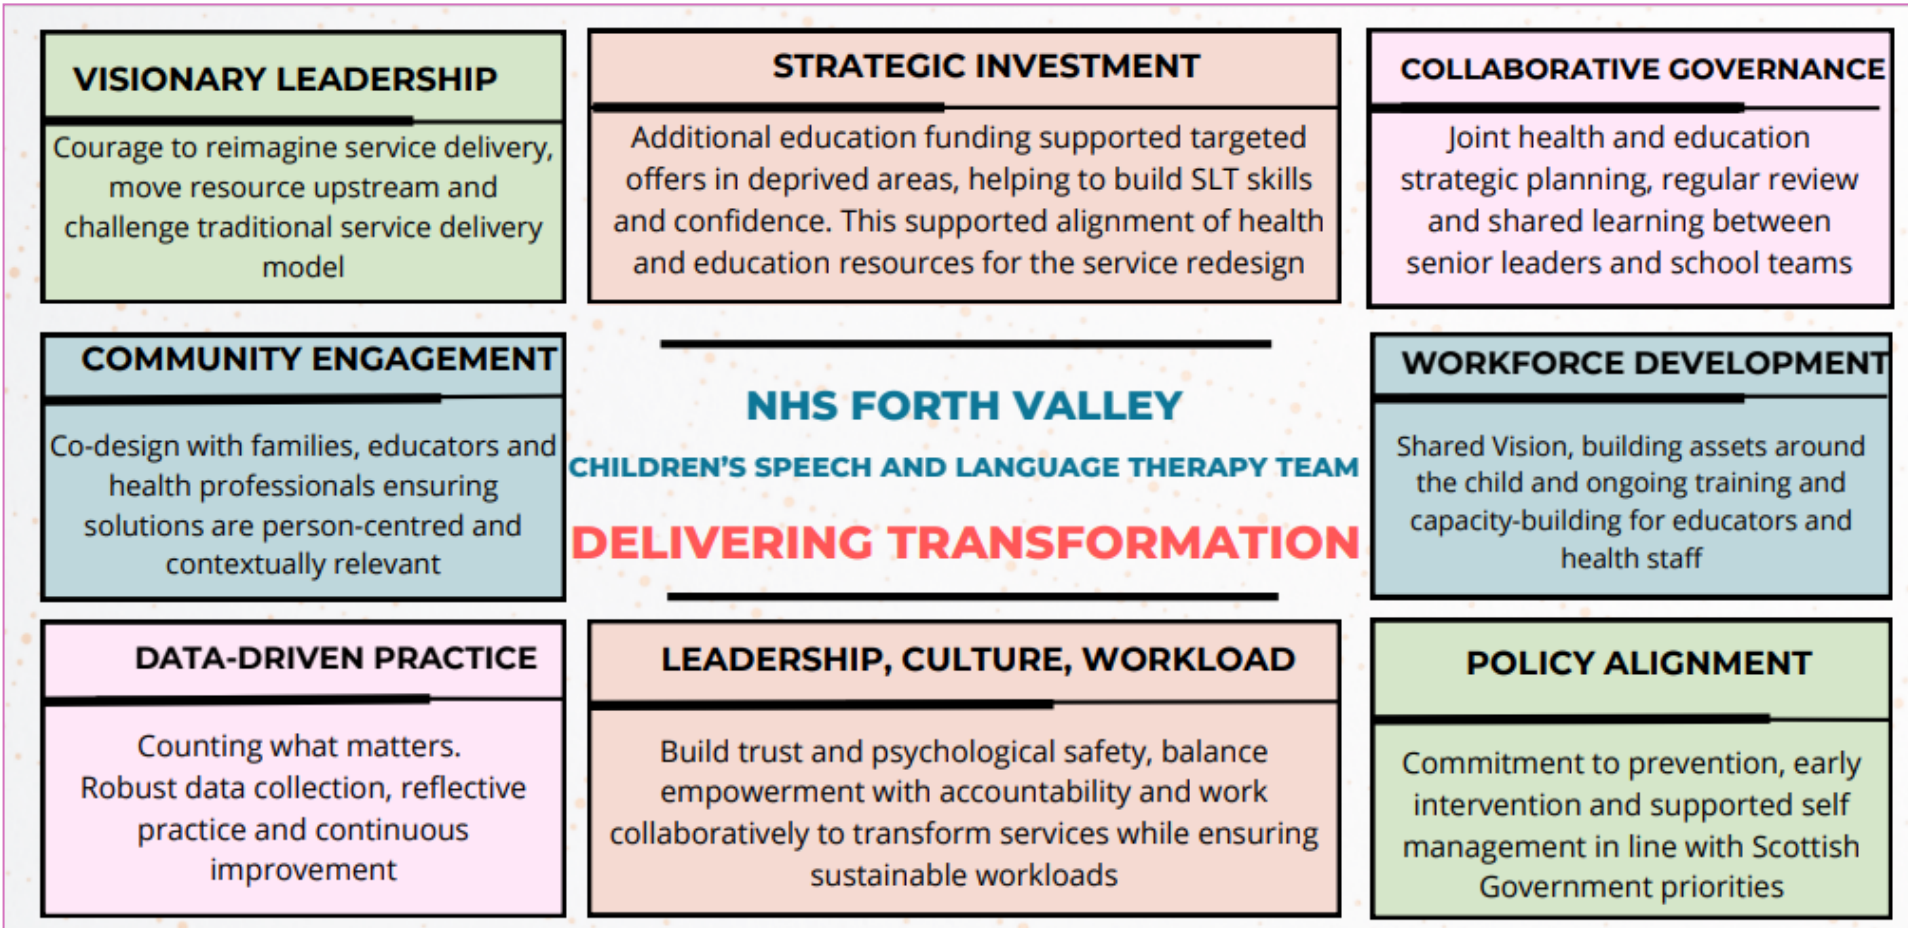 VISIONARY LEADERSHIP
Courage to reimagine service delivery,
move resource upstream and
challenge traditional service delivery
model
STRATEGIC INVESTMENT
Additional education funding supported targeted
offers in deprived areas, helping to build SLT skills
and confidence. This supported alignment of health
and education resources for the service redesign
COLLABORATIVE GOVERNANCE
Joint health and education
strategic planning, regular review
and shared learning between
senior leaders and school teams
COMMUNITY ENGAGEMENT
Co-design with families, educators and
health professionals ensuring
solutions are person-centred and
contextually relevant
NHS FORTH VALLEY
CHILDREN'S SPEECH AND LANGUAGE THERAPY TEAM
DELIVERING TRANSFORMATION
WORKFORCE DEVELOPMENT
Shared Vision, building assets around
the child and ongoing training and
capacity-building for educators and
health staff
DATA-DRIVEN PRACTICE
Counting what matters.
Robust data collection, reflective
practice and continuous
improvement
LEADERSHIP, CULTURE, WORKLOAD
Build trust and psychological safety, balance
empowerment with accountability and work
collaboratively to transform services while ensuring
sustainable workloads
POLICY ALIGNMENT
Commitment to prevention, early
intervention and supported self
management in line with Scottish
Government priorities